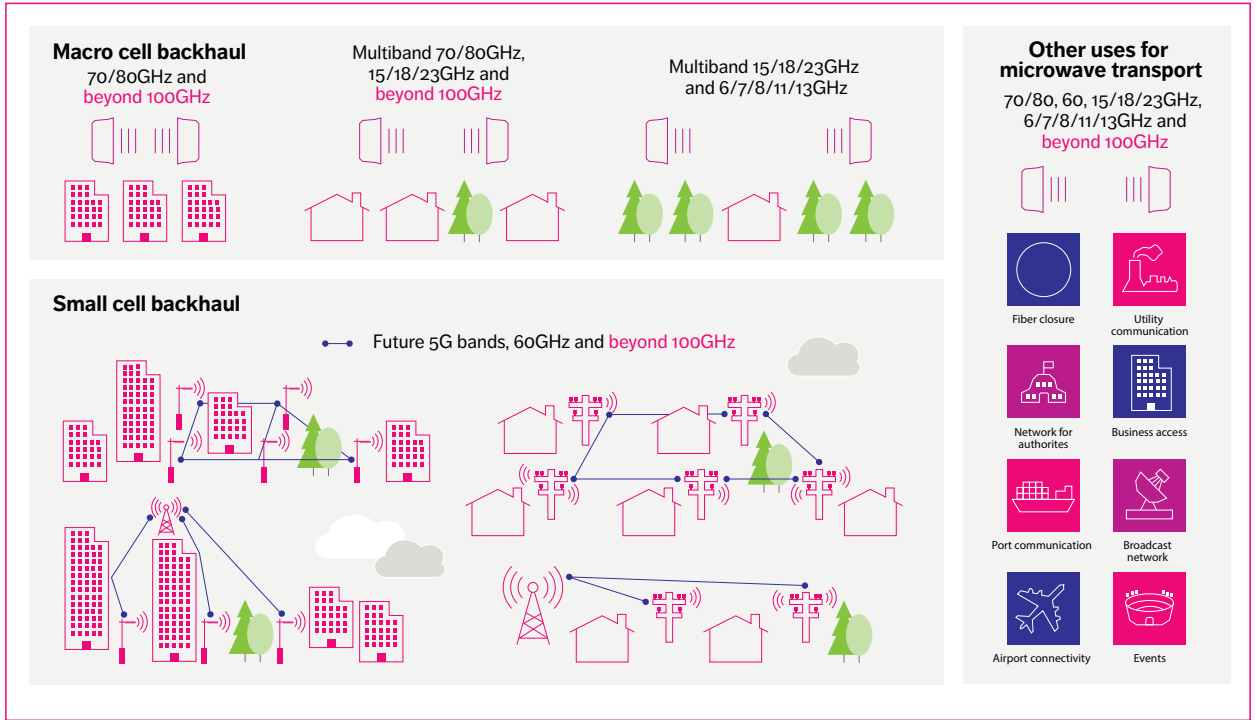 Macro cell backhaul
70/80GHz and
beyond 100GHz
Multiband 70/80GHz,
15/18/23GHz and
beyond 100GHz
Multiband 15/18/23GHz
and 6/7/8/11/13GHz
Small cell backhaul
Future 5G bands, 60GHz and beyond 100GHz
Other uses for
microwave transport
70/80, 60, 15/18/23GHz,
6/7/8/11/13GHz and
beyond 100GHz
Fiber closure
Utility
communication
Network for
authorites
Business access
Port communication
Broadcast
network
Airport connectivity
Events